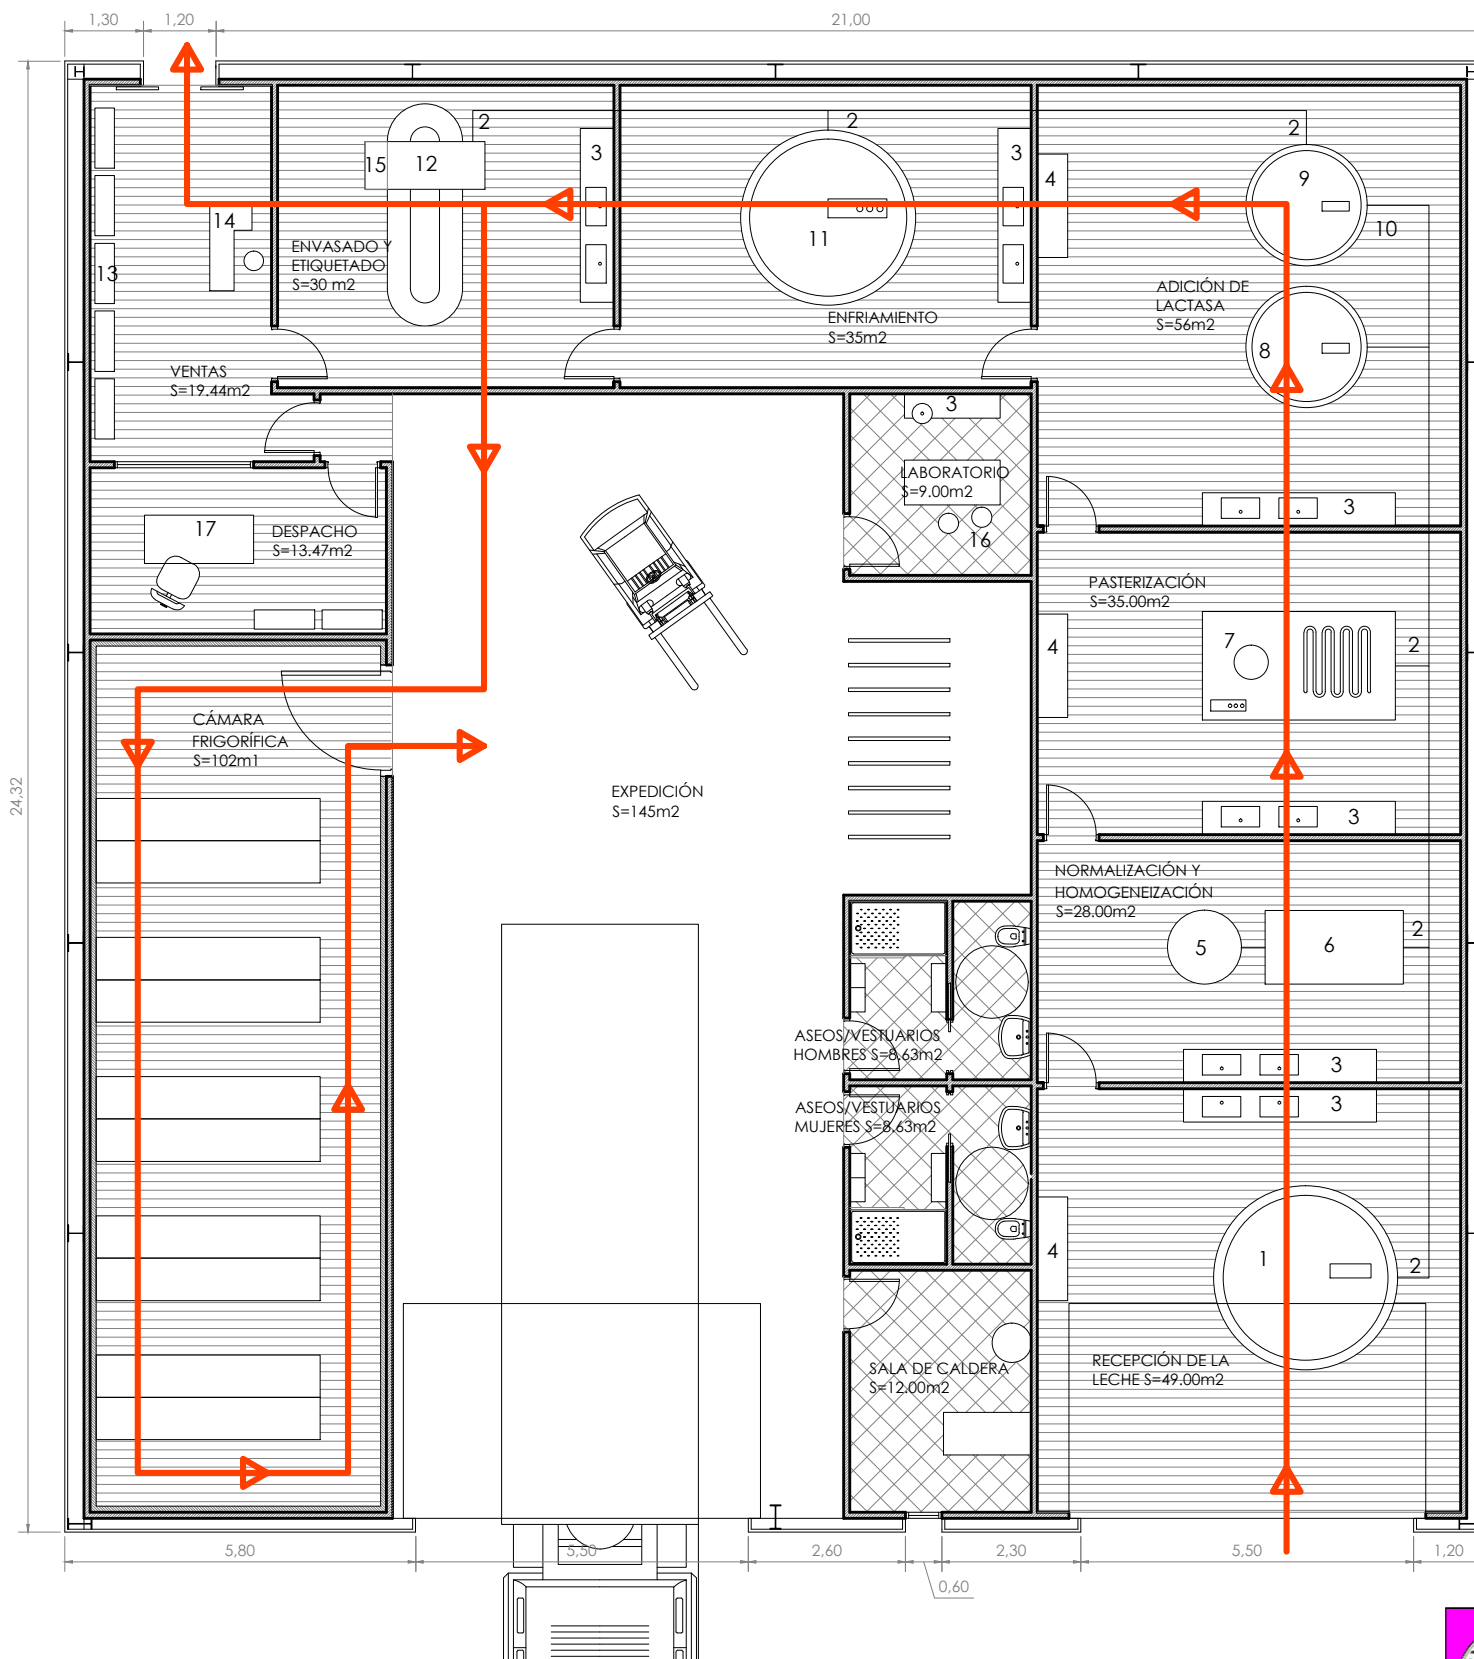 1,30
1,20
21,00
2
2
2
3
3
15
12
4
9
14
11
10
ENVASADO Y
ETIQUETADO
S=30 m2
13
ADICIÓN DE
LACTASA
S=56m2
ENFRIAMIENTO
S=35m2
8
VENTAS
S=19.44m2
3
LABORATORIO
S=9.00m2
3
17
DESPACHO
S=13.47m2
16
PASTERIZACIÓN
S=35.00m2
4
7
2
CÁMARA
FRIGORÍFICA
S=102m1
24,32
EXPEDICIÓN
S=145m2
3
NORMALIZACIÓN Y
HOMOGENEIZACIÓN
S=28.00m2
5
6
2
ASEOS/VESTUARIOS
HOMBRES S=8.63m2
3
3
ASEOS/VESTUARIOS
MUJERES S=8.63m2
4
1
2
SALA DE CALDERA
S=12.00m2
RECEPCIÓN DE LA
LECHE S=49.00m2
5,80
5,50
2,60
2,30
5,50
1,20
0,60